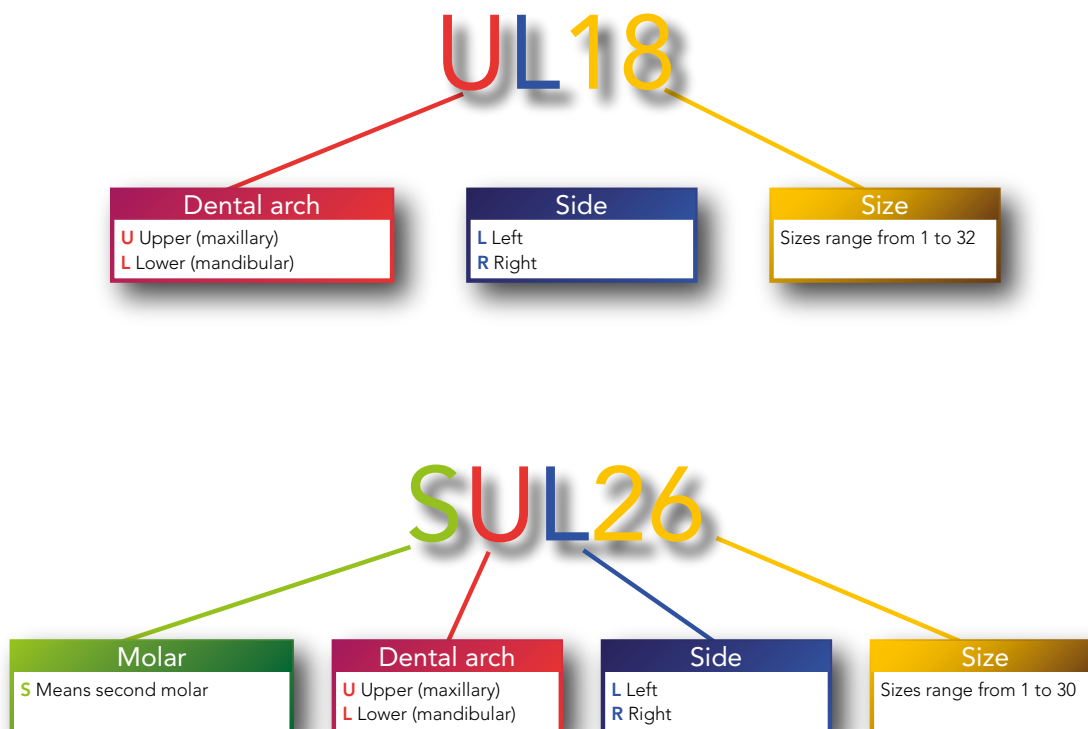 UL18
Dental arch
U Upper (maxillary)
L Lower (mandibular)
Side
L Left
R Right
Size
Sizes range from 1 to 32
SUL26
Molar
S Means second molar
Dental arch
U Upper (maxillary)
L Lower (mandibular)
Side
L Left
R Right
Size
Sizes range from 1 to 30